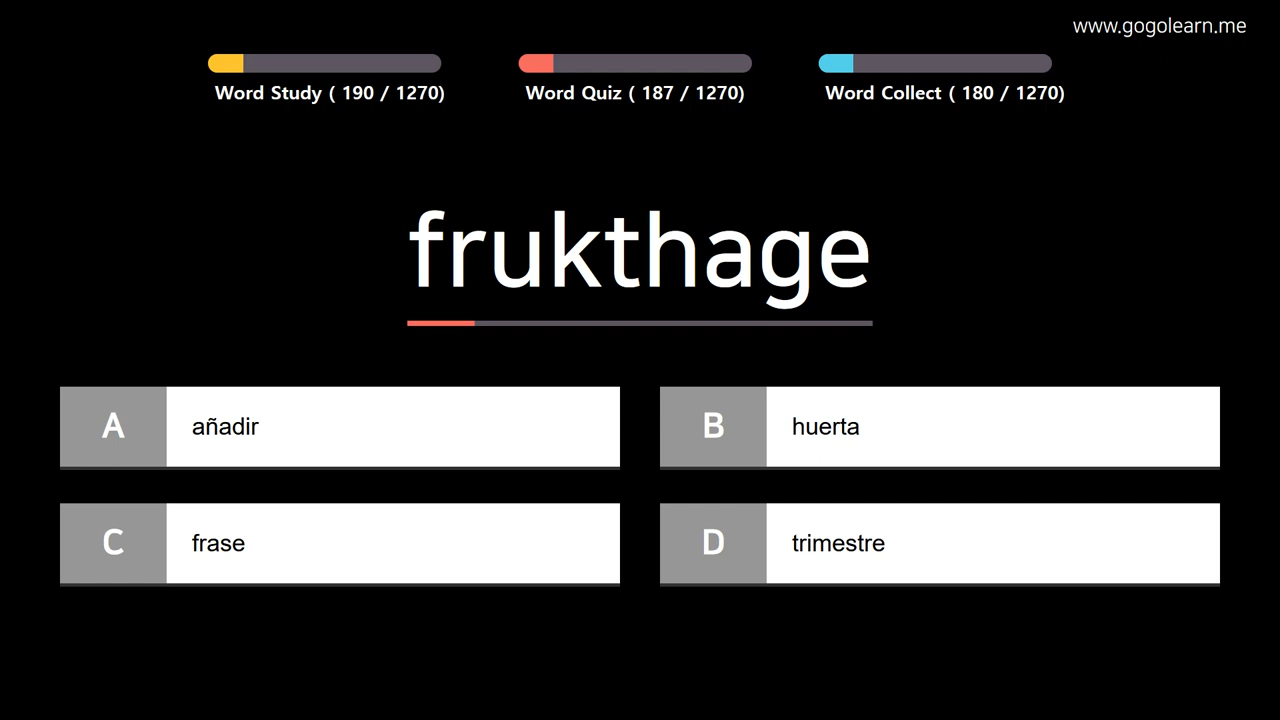 www.gogolearn.me
Word Study ( 190 / 1270)
Word Quiz ( 187 / 1270)
Word Collect ( 180 / 1270)
frukthage
A
añadir
B
huerta
C
frase
D
trimestre